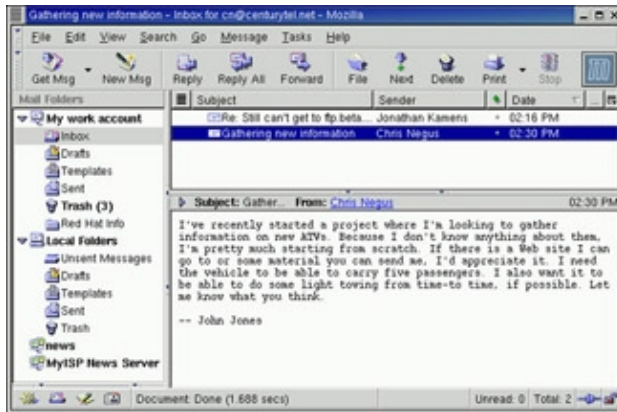 Gathering new information - Inbox for cn@centurytel.net - Mozilla
File Edit View Search Go Message Tasks Help
Get Msg New Msg Reply Reply All Forward File Next Delete Print Stop
Mail Folders
Subject Sender Date
My work account
Inbox
Drafts
Templates
Sent
Trash (3)
Red Hat Info
Local Folders
Unsent Messages
Drafts
Templates
Sent
Trash
news
MyISP News Server
Re: Still can't get to ftp.beta... Jonathan Kamens 02:16 PM
Gathering new information Chris Negus 02:30 PM
Subject: Gather... From: Chris Negus 02:30 PM
I've recently started a project where I'm looking to gather
information on new ATVs. Because I don't know anything about them,
I'm pretty much starting from scratch. If there is a Web site I can
go to or some material you can send me, I'd appreciate it. I need
the vehicle to be able to carry five passengers. I also want it to
be able to do some light towing from time-to time, if possible. Let
me know what you think.
-- John Jones
Document: Done (1.688 secs) Unread: 0 Total: 2